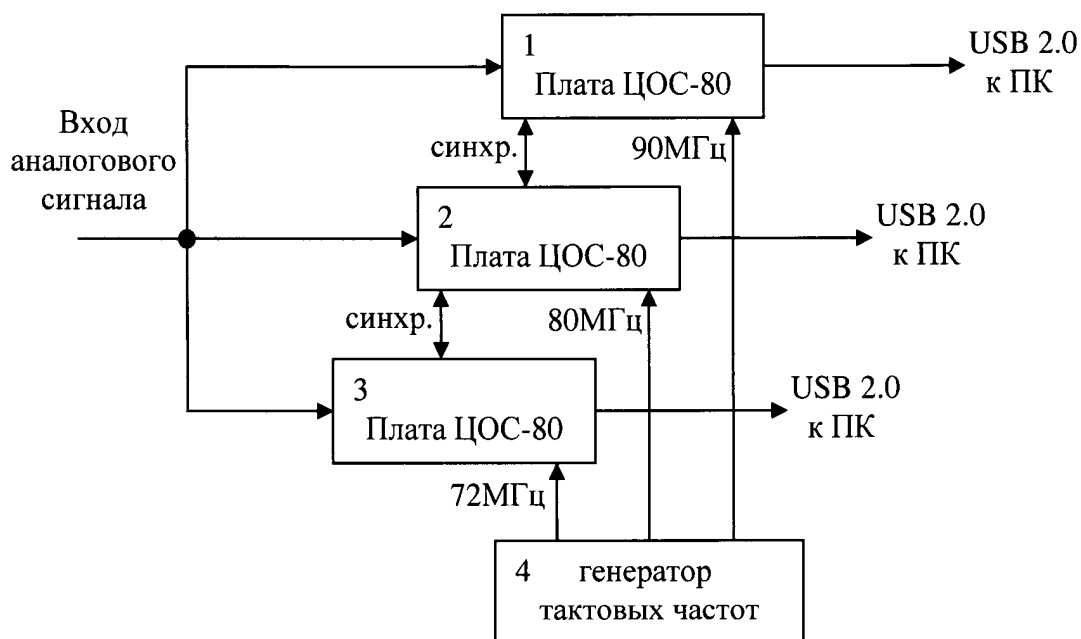 1
Плата ЦОС-80
USB 2.0
к ПК
Вход
аналогового
сигнала
синхр.
90МГц
2
Плата ЦОС-80
USB 2.0
к ПК
синхр.
80МГц
3
Плата ЦОС-80
USB 2.0
к ПК
72МГц
4 генератор
тактовых частот